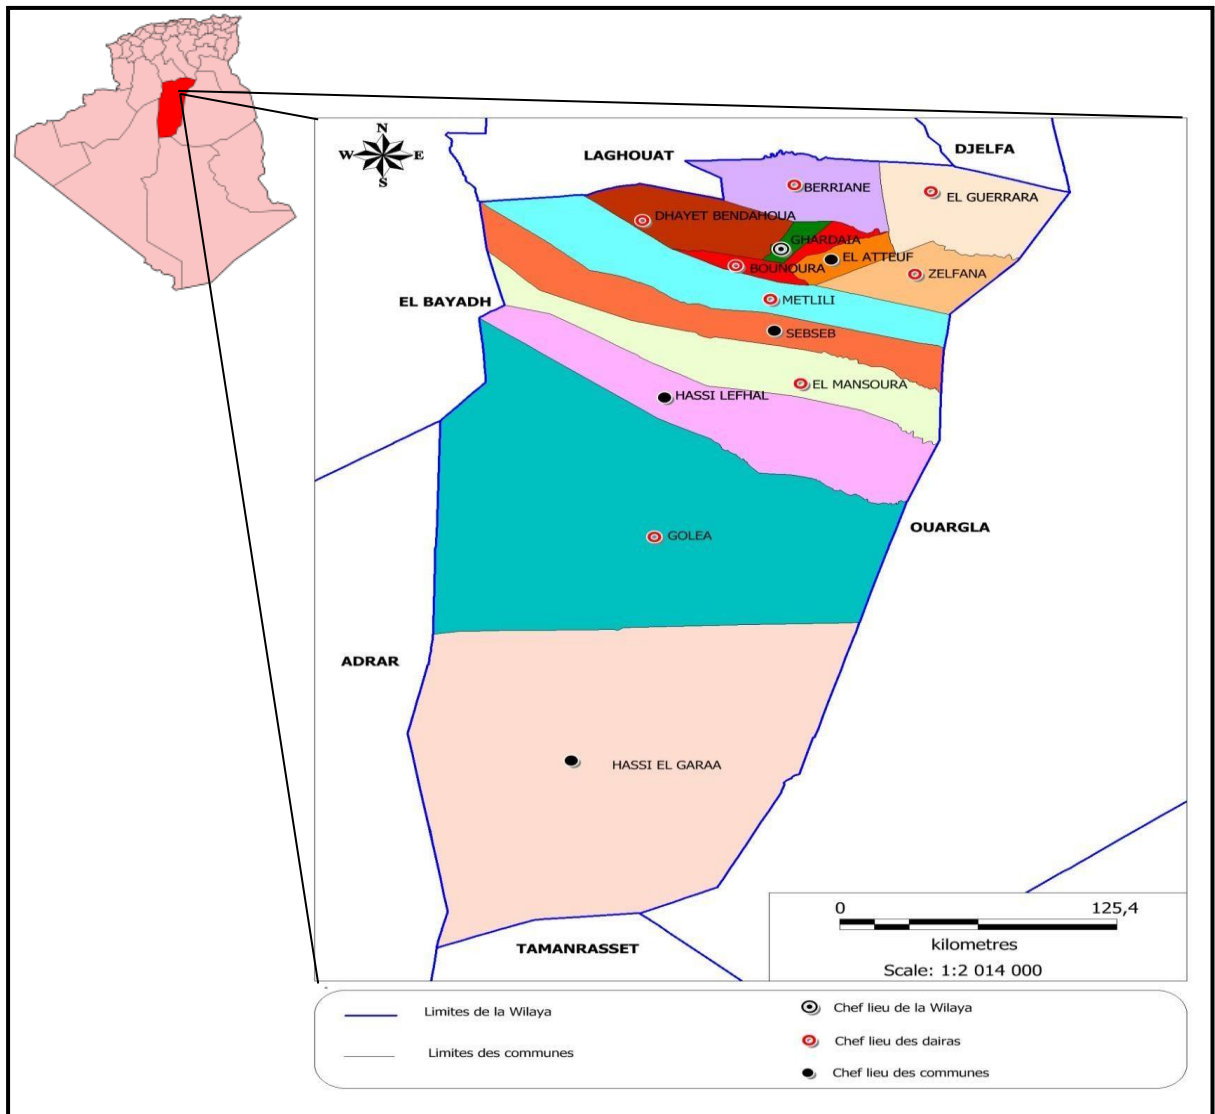 N
W
E
S
LAGHOUAT
DJELFA
BERRIANE
EL GUERRARA
DHAYET BENDAHOUA
GHARDAIA
EL ATTEUF
BOUNOURA
ZELFANA
EL BAYADH
METLILI
SEBSEB
EL MANSOURA
HASSI LEFHAL
OUARGLA
GOLEA
ADRAR
HASSI EL GARAA
TAMANRASSET
0 125,4
kilometres
Scale: 1:2 014 000
Limites de la Wilaya
Limites des communes
Chef lieu de la Wilaya
Chef lieu des dairas
Chef lieu des communes